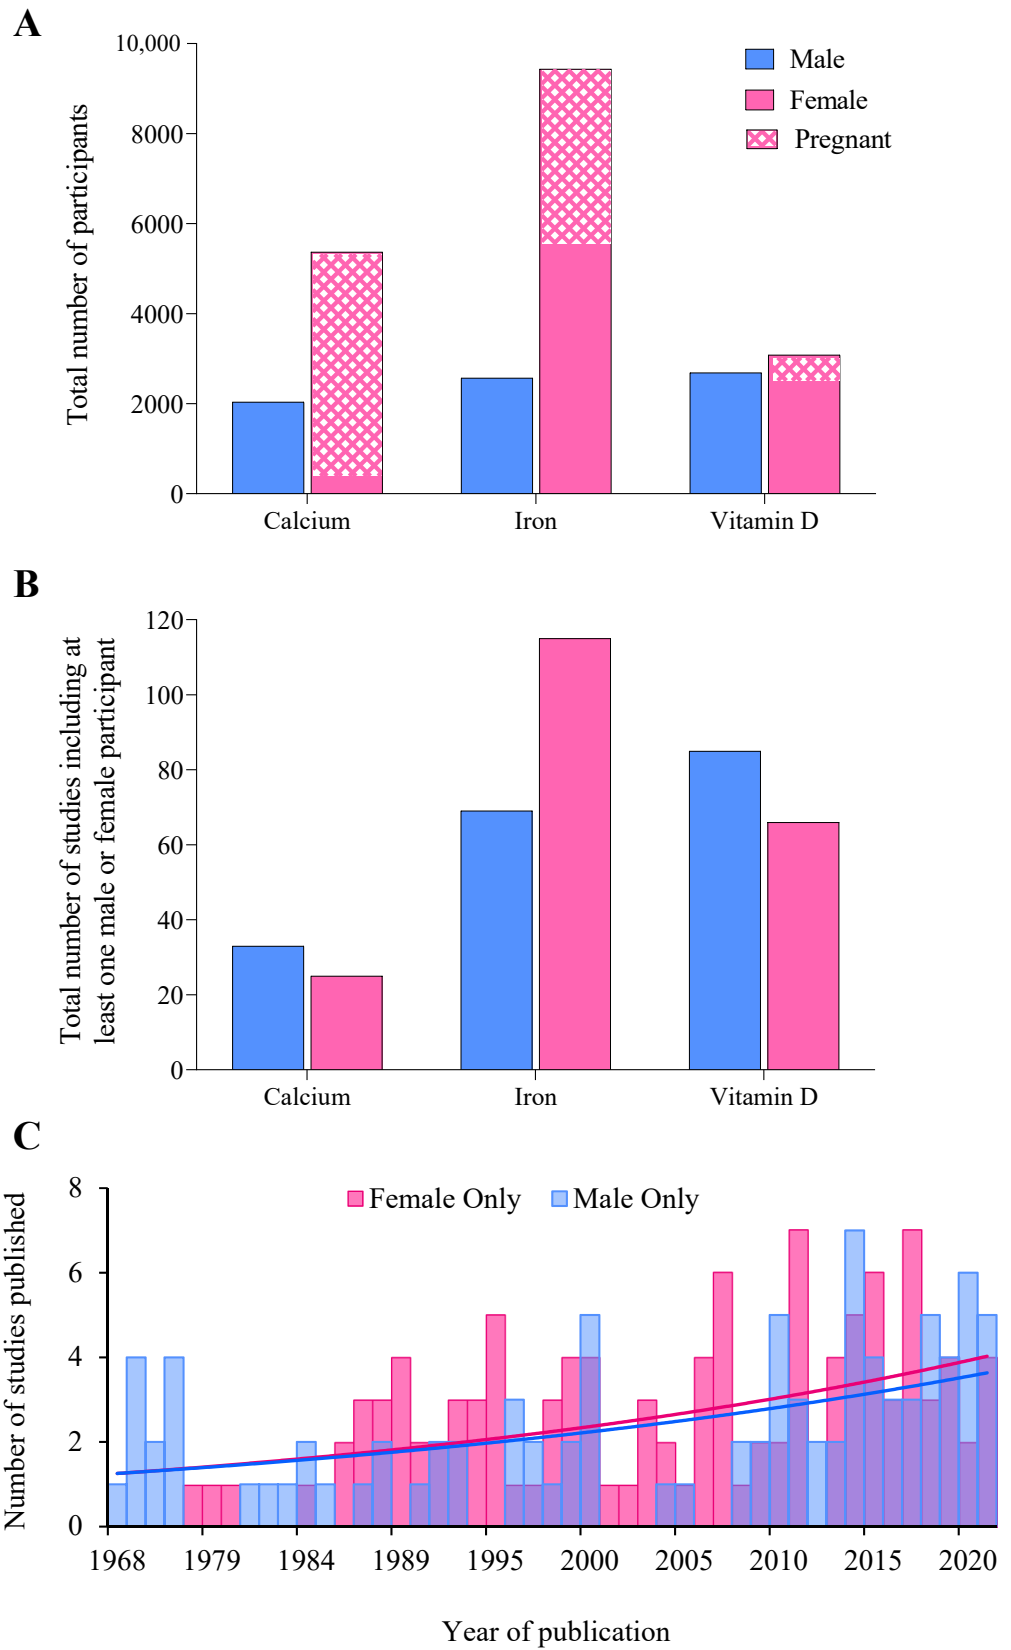 A
Total number of participants
10,000
8000
6000
4000
2000
0
Male
Female
Pregnant
Calcium
Iron
Vitamin D
B
Total number of studies including at
least one male or female participant
120
100
80
60
40
20
0
Calcium
Iron
Vitamin D
C
Number of studies published
8
6
4
2
0
Female Only
Male Only
1968
1979
1984
1989
1995
2000
2005
2010
2015
2020
Year of publication